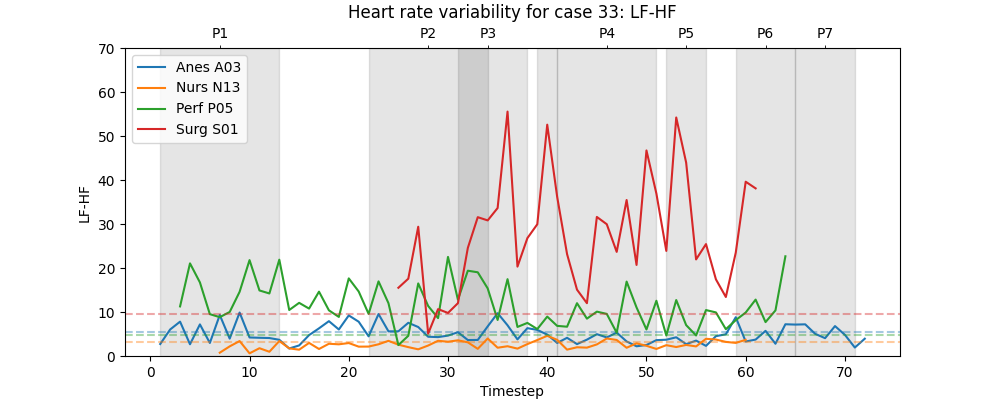 Heart rate variability for case 33: LF-HF
P1 P2 P3 P4 P5 P6 P7
70
60
50
40
30
20
10
0
LF-HF
Anes A03
Nurs N13
Perf P05
Surg S01
0 10 20 30 40 50 60 70
Timestep